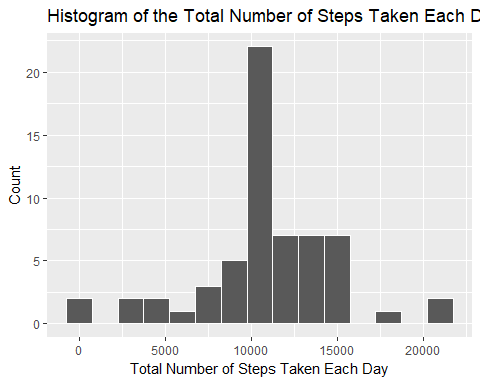 Histogram of the Total Number of Steps Taken Each D
20
15
10
5
0
Count
0 5000 10000 15000 20000
Total Number of Steps Taken Each Day